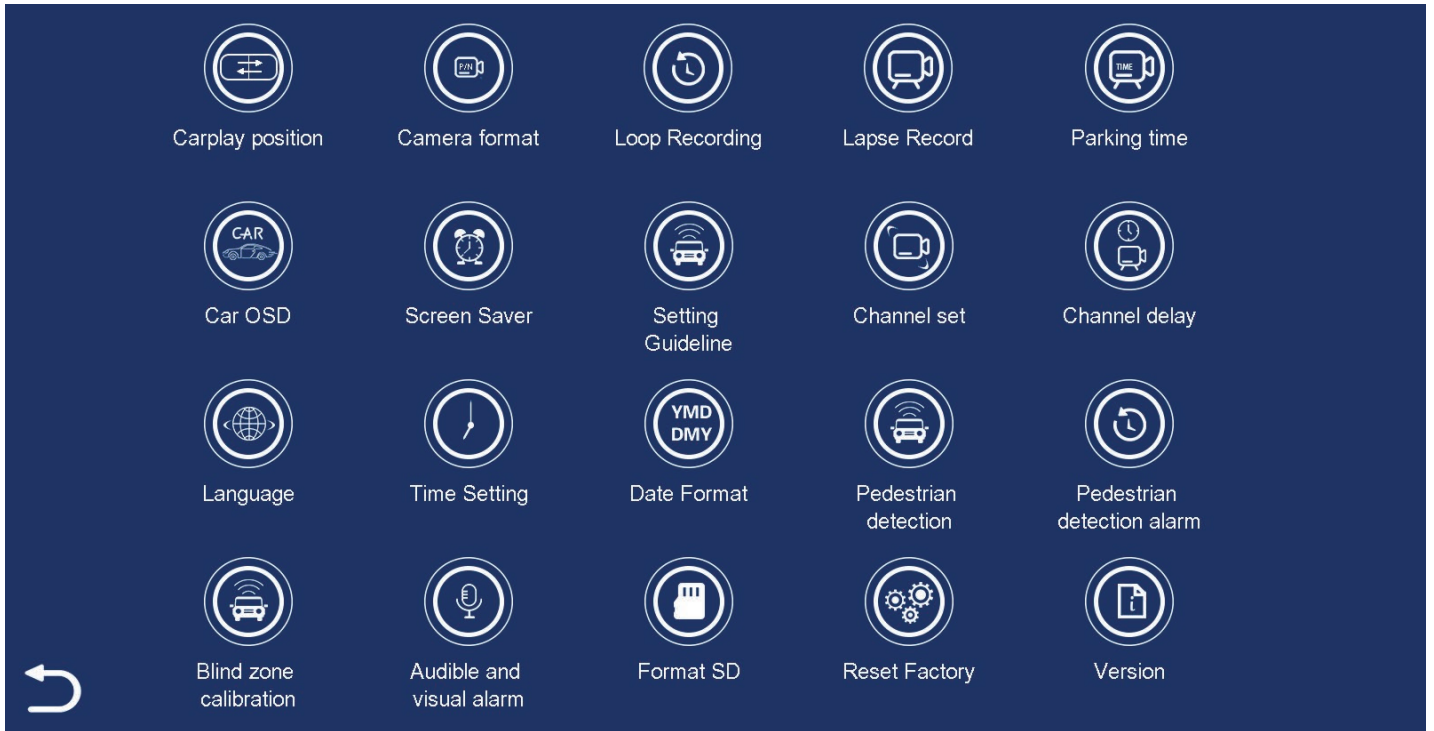 P/N
TIME
Carplay position
Camera format
Loop Recording
Lapse Record
Parking time
CAR
Car OSD
Screen Saver
Setting
Guideline
Channel set
Channel delay
YMD
DMY
Language
Time Setting
Date Format
Pedestrian
detection
Pedestrian
detection alarm
i
Blind zone
calibration
Audible and
visual alarm
Format SD
Reset Factory
Version